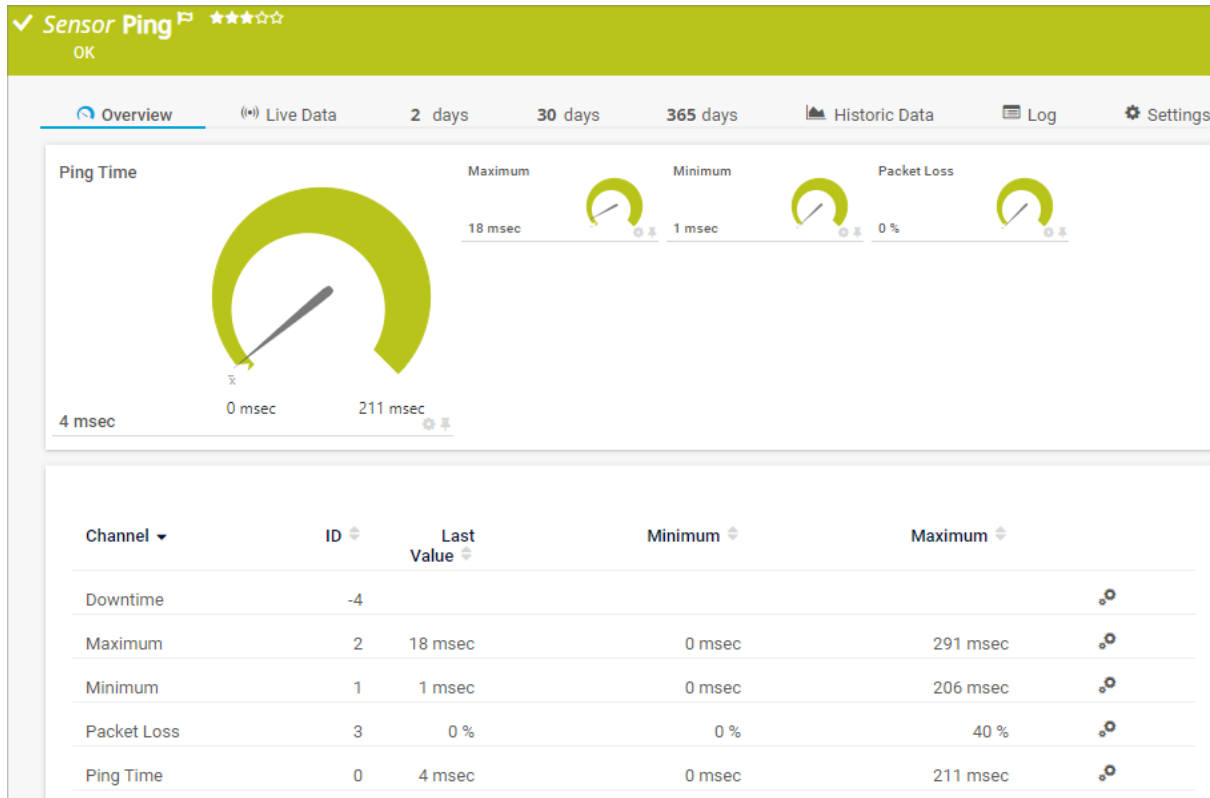 Sensor Ping
OK
Overview Live Data 2 days 30 days 365 days Historic Data Log Settings
Ping Time
Maximum Minimum Packet Loss
18 msec 1 msec 0 %
x̄
0 msec 211 msec
4 msec
Channel ID Last Value Minimum Maximum
Downtime -4
Maximum 2 18 msec 0 msec 291 msec
Minimum 1 1 msec 0 msec 206 msec
Packet Loss 3 0 % 0 % 40 %
Ping Time 0 4 msec 0 msec 211 msec